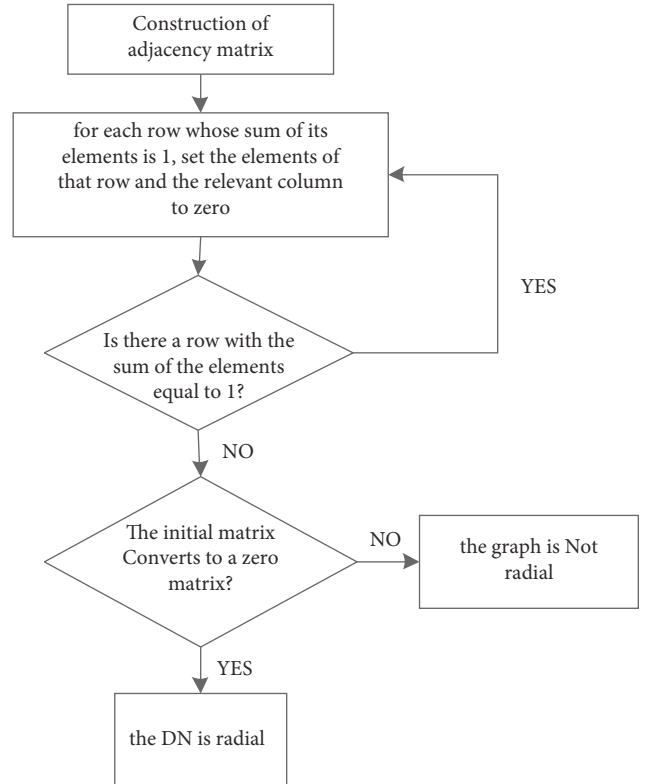 Construction of
adjacency matrix
for each row whose sum of its
elements is 1, set the elements of
that row and the relevant column
to zero
YES
Is there a row with the
sum of the elements
equal to 1?
NO
The initial matrix
Converts to a zero
matrix?
NO
the graph is Not
radial
YES
the DN is radial